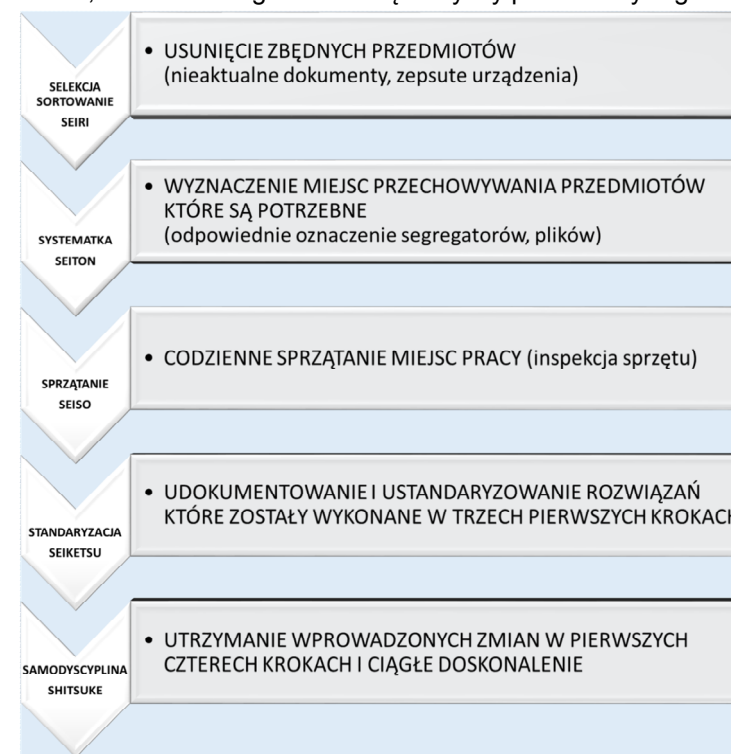 SELEKCJA
SORTOWANIE
SEIRI
• USUNIĘCIE ZBĘDNYCH PRZEDMIOTÓW
(nieaktualne dokumenty, zepsute urządzenia)
SYSTEMATKA
SEITON
• WYZNACZENIE MIEJSC PRZECHOWYWANIA PRZEDMIOTÓW
KTÓRE SĄ POTRZEBNE
(odpowiednie oznaczenie segregatorów, plików)
SPRZĄTANIE
SEISO
• CODZIENNE SPRZĄTANIE MIEJSC PRACY (inspekcja sprzętu)
STANDARYZACJA
SEIKETSU
• UDOKUMENTOWANIE I USTANDARYZOWANIE ROZWIĄZAŃ
KTÓRE ZOSTAŁY WYKONANE W TRZECH PIERWSZYCH KROKACH
SAMODYSCYPLINA
SHITSUKE
• UTRZYMANIE WPROWADZONYCH ZMIAN W PIERWSZYCH
CZTERECH KROKACH I CIĄGŁE DOSKONALENIE